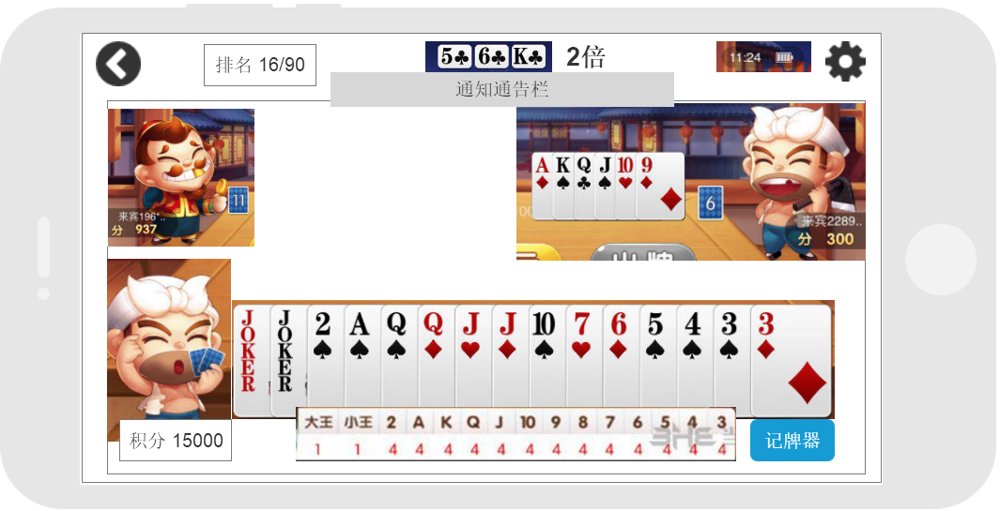 排名 16/90
5 6 K
2倍
11:24
通知通告栏
11
来宾196*..
分 937
A K Q J 10 9
6
来宾2289..
分 300
出牌
JOKER JOKER 2 A Q Q J J 10 7 6 5 4 3 3
积分 15000
大王 小王 2 A K Q J 10 9 8 7 6 5 4 3
1 1 4 4 4 4 4 4 4 4 4 4 4 4 4
记牌器